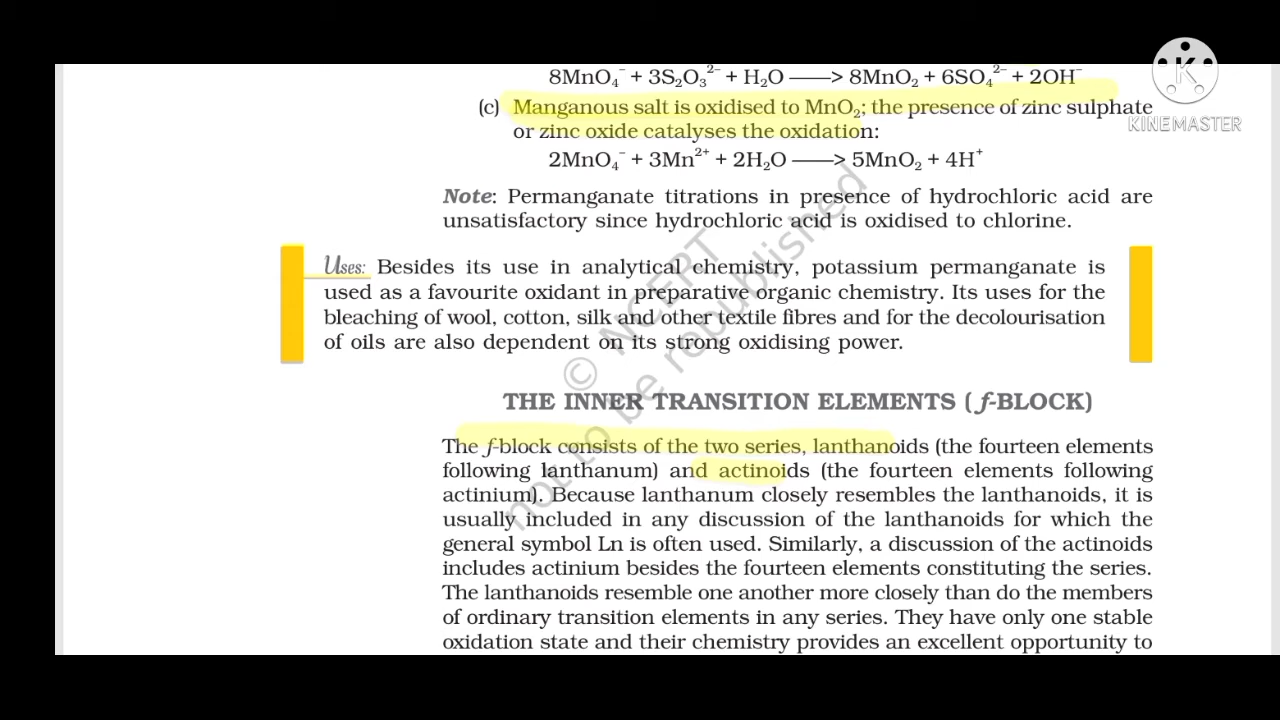 8MnO₄⁻ + 3S₂O₃²⁻ + H₂O ——> 8MnO₂ + 6SO₄²⁻ + 2OH⁻
(c) Manganous salt is oxidised to MnO₂; the presence of zinc sulphate
or zinc oxide catalyses the oxidation:
2MnO₄⁻ + 3Mn²⁺ + 2H₂O ——> 5MnO₂ + 4H⁺
Note: Permanganate titrations in presence of hydrochloric acid are
unsatisfactory since hydrochloric acid is oxidised to chlorine.
Uses: Besides its use in analytical chemistry, potassium permanganate is
used as a favourite oxidant in preparative organic chemistry. Its uses for the
bleaching of wool, cotton, silk and other textile fibres and for the decolourisation
of oils are also dependent on its strong oxidising power.
THE INNER TRANSITION ELEMENTS (f-BLOCK)
The f-block consists of the two series, lanthanoids (the fourteen elements
following lanthanum) and actinoids (the fourteen elements following
actinium). Because lanthanum closely resembles the lanthanoids, it is
usually included in any discussion of the lanthanoids for which the
general symbol Ln is often used. Similarly, a discussion of the actinoids
includes actinium besides the fourteen elements constituting the series.
The lanthanoids resemble one another more closely than do the members
of ordinary transition elements in any series. They have only one stable
oxidation state and their chemistry provides an excellent opportunity to
© NCERT
not to be republished
K
KINEMASTER